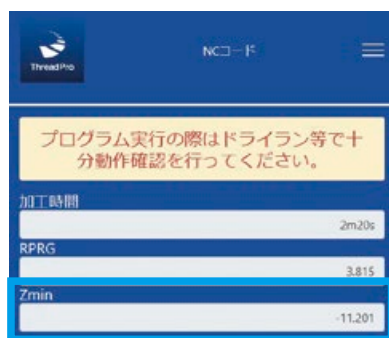 ThreadPro
NCコード
プログラム実行の際はドライラン等で十
分動作確認を行ってください。
加工時間
2m20s
RPRG
3.815
Zmin
-11.201